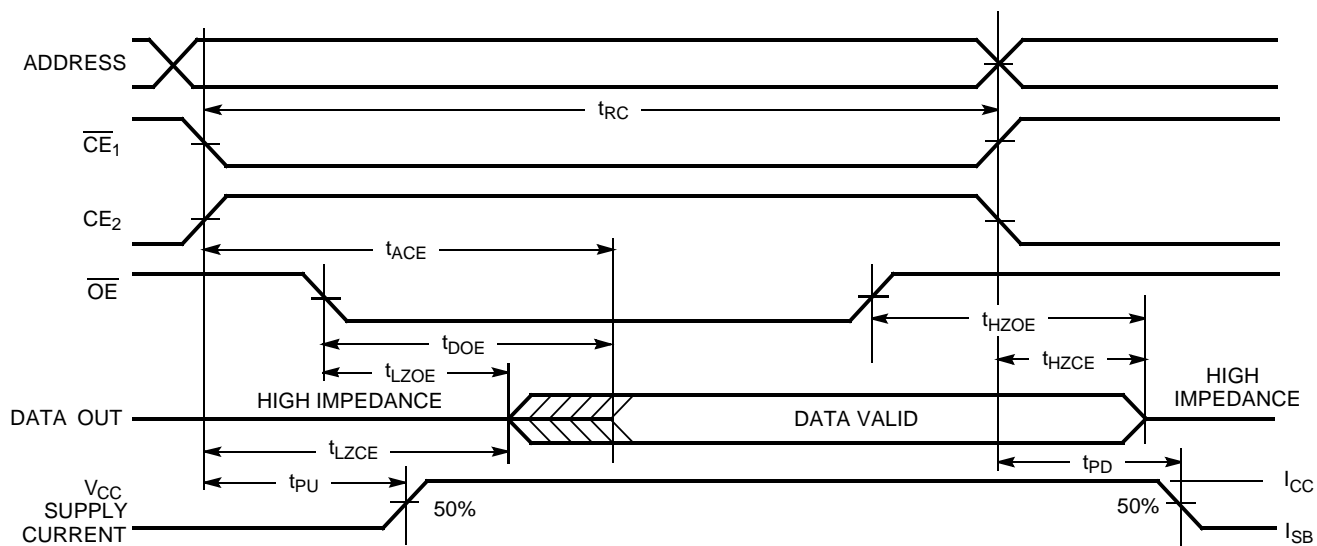 ADDRESS
tRC
CE1
CE2
tACE
OE
tHZOE
tDOE
tHZCE
tLZOE
HIGH IMPEDANCE
HIGH
IMPEDANCE
DATA OUT
DATA VALID
tLZCE
tPD
tPU
VCC
SUPPLY
CURRENT
50%
50%
ICC
ISB